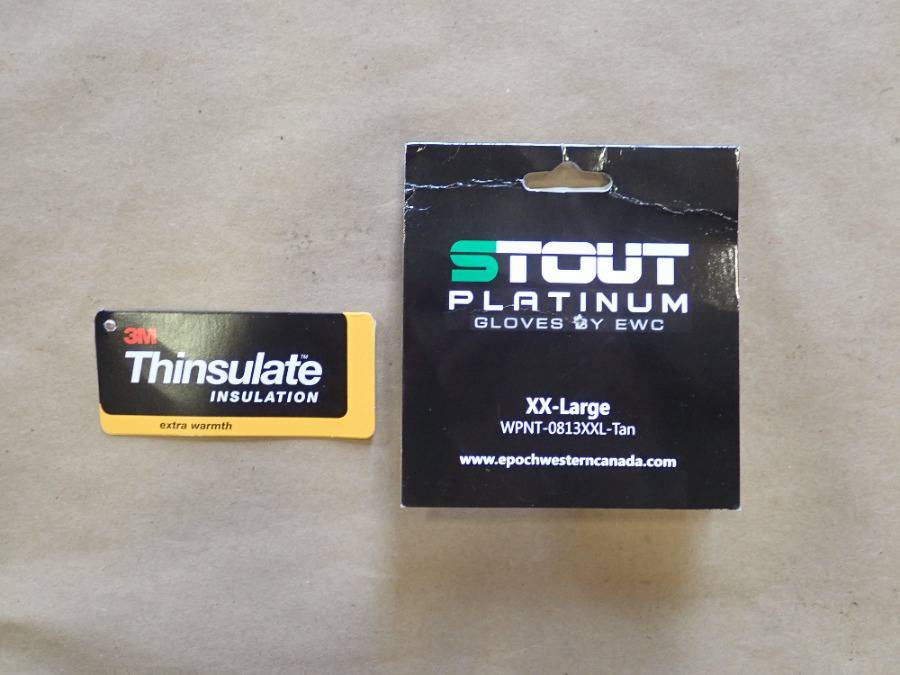 3M
Thinsulate™
INSULATION
extra warmth
STOUT
PLATINUM
GLOVES BY EWC
XX-Large
WPNT-0813XXL-Tan
www.epochwesterncanada.com